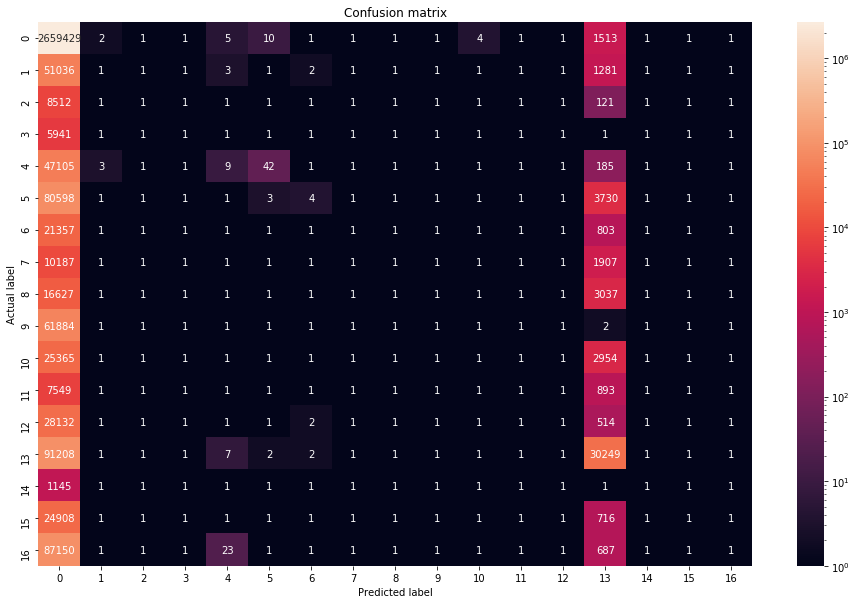 Confusion matrix
0 2659429 2 1 1 5 10 1 1 1 1 4 1 1 1513 1 1 1
1 51036 1 1 1 3 1 2 1 1 1 1 1 1 1281 1 1 1
2 8512 1 1 1 1 1 1 1 1 1 1 1 1 121 1 1 1
3 5941 1 1 1 1 1 1 1 1 1 1 1 1 1 1 1 1
4 47105 3 1 1 9 42 1 1 1 1 1 1 1 185 1 1 1
5 80598 1 1 1 1 3 4 1 1 1 1 1 1 3730 1 1 1
6 21357 1 1 1 1 1 1 1 1 1 1 1 1 803 1 1 1
7 10187 1 1 1 1 1 1 1 1 1 1 1 1 1907 1 1 1
8 16627 1 1 1 1 1 1 1 1 1 1 1 1 3037 1 1 1
9 61884 1 1 1 1 1 1 1 1 1 1 1 1 2 1 1 1
10 25365 1 1 1 1 1 1 1 1 1 1 1 1 2954 1 1 1
11 7549 1 1 1 1 1 1 1 1 1 1 1 1 893 1 1 1
12 28132 1 1 1 1 1 2 1 1 1 1 1 1 514 1 1 1
13 91208 1 1 1 7 2 2 1 1 1 1 1 1 30249 1 1 1
14 1145 1 1 1 1 1 1 1 1 1 1 1 1 1 1 1 1
15 24908 1 1 1 1 1 1 1 1 1 1 1 1 716 1 1 1
16 87150 1 1 1 23 1 1 1 1 1 1 1 1 687 1 1 1
0 1 2 3 4 5 6 7 8 9 10 11 12 13 14 15 16
Predicted label
Actual label
10⁶
10⁵
10⁴
10³
10²
10¹
10⁰